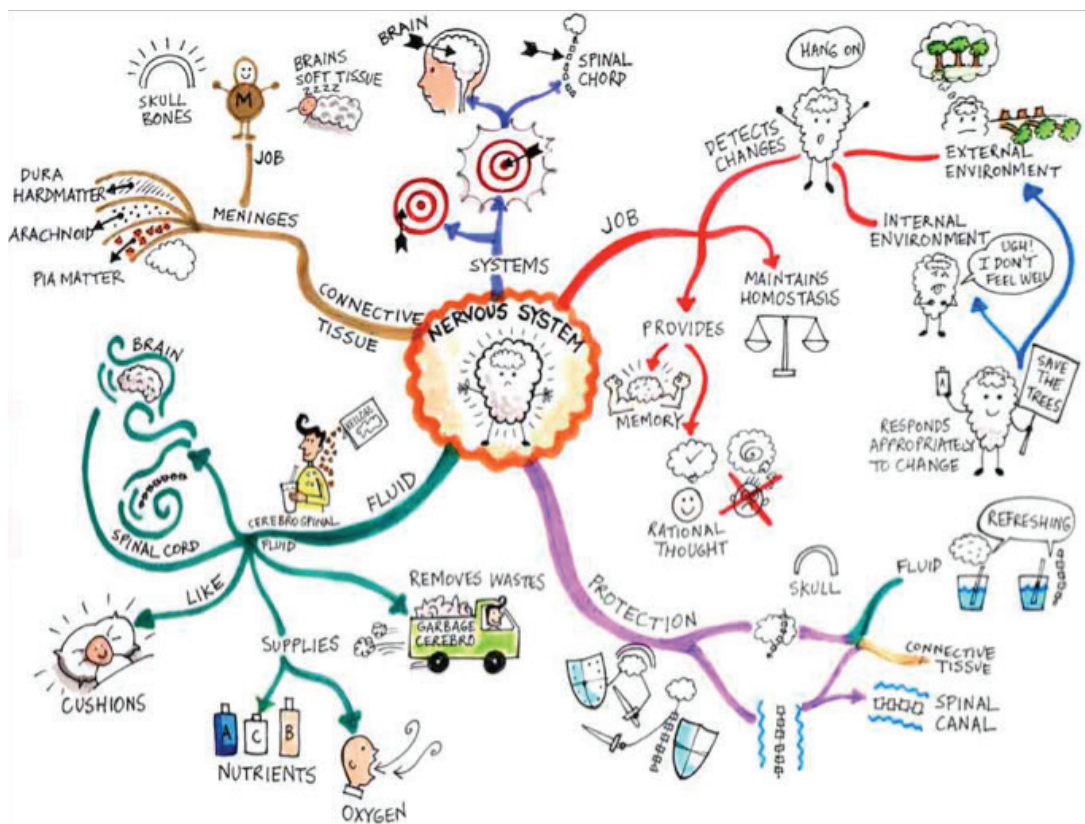 BRAIN
SPINAL
CHORD
HANG ON
SKULL
BONES
M
BRAINS
SOFT TISSUE
ZZZZ
JOB
DURA
HARDMATTER
ARACHNOID
PIA MATTER
MENINGES
CONNECTIVE
TISSUE
SYSTEMS
NERVOUS SYSTEM
JOB
DETECTS
CHANGES
EXTERNAL
ENVIRONMENT
INTERNAL
ENVIRONMENT
UGH!
I DON'T
FEEL WELL
MAINTAINS
HOMOSTASIS
PROVIDES
MEMORY
RATIONAL
THOUGHT
A
SAVE
THE
TREES
RESPONDS
APPROPRIATELY
TO CHANGE
BRAIN
SPINAL CORD
FLUID
CEREBROSPINAL
FLUID
LIKE
CUSHIONS
SUPPLIES
A
C
B
NUTRIENTS
OXYGEN
REMOVES WASTES
GARBAGE
CEREBRO
PROTECTION
SKULL
FLUID
REFRESHING
CONNECTIVE
TISSUE
SPINAL
CANAL